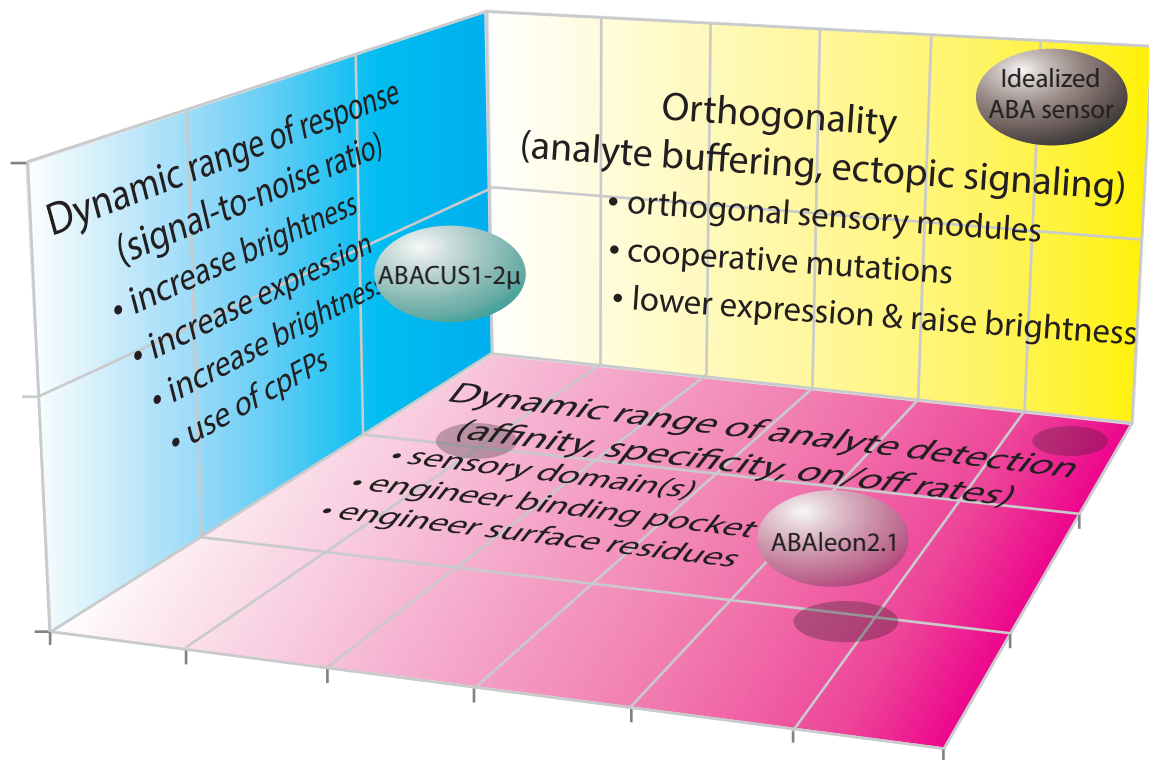 Dynamic range of response
(signal-to-noise ratio)
• increase brightness
• increase expression
• increase brightness
• use of cpFPs
ABACUS1-2µ
Orthogonality
(analyte buffering, ectopic signaling)
• orthogonal sensory modules
• cooperative mutations
• lower expression & raise brightness
Idealized
ABA sensor
Dynamic range of analyte detection
(affinity, specificity, on/off rates)
• sensory domain(s)
• engineer binding pocket
• engineer surface residues
ABAleon2.1